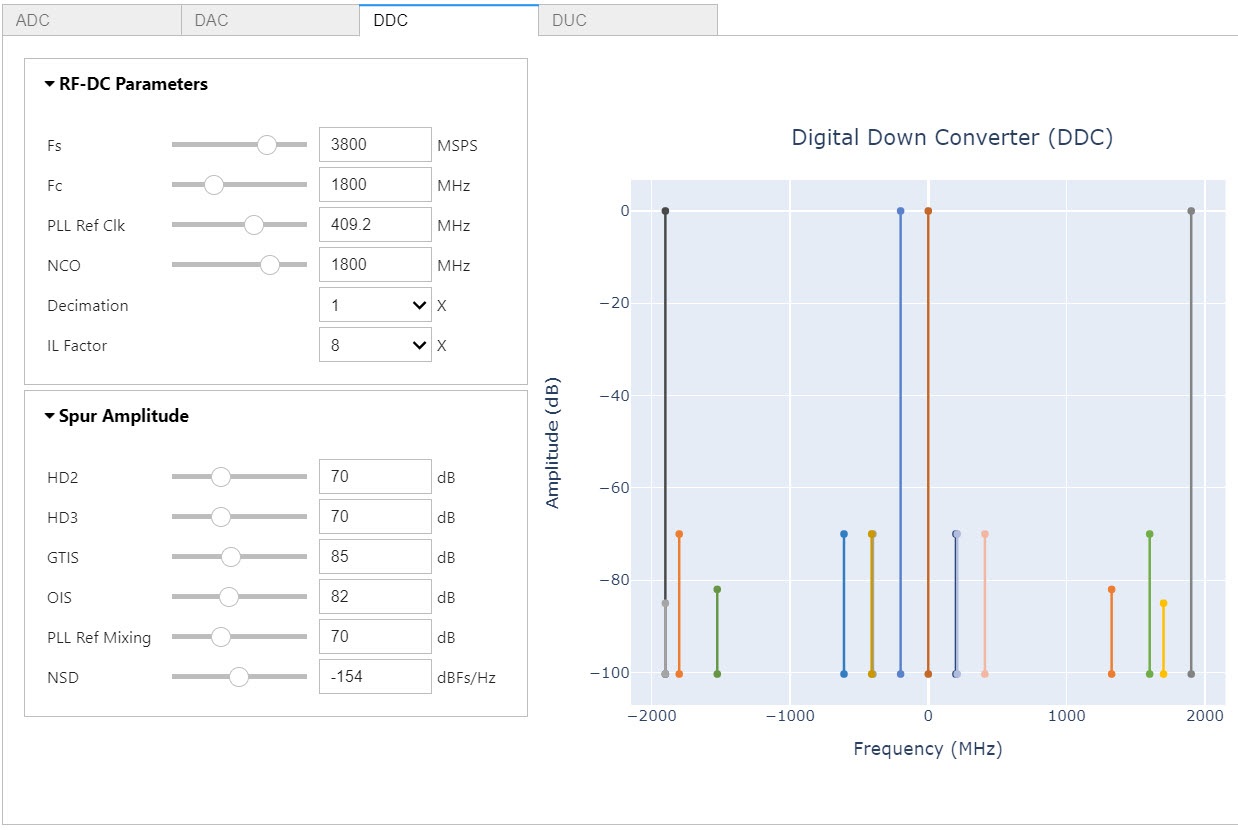 ADC DAC DDC DUC
RF-DC Parameters
Fs 3800 MSPS
Fc 1800 MHz
PLL Ref Clk 409.2 MHz
NCO 1800 MHz
Decimation 1 X
IL Factor 8 X
Spur Amplitude
HD2 70 dB
HD3 70 dB
GTIS 85 dB
OIS 82 dB
PLL Ref Mixing 70 dB
NSD -154 dBFs/Hz
Digital Down Converter (DDC)
Amplitude (dB)
0
−20
−40
−60
−80
−100
−2000 −1000 0 1000 2000
Frequency (MHz)